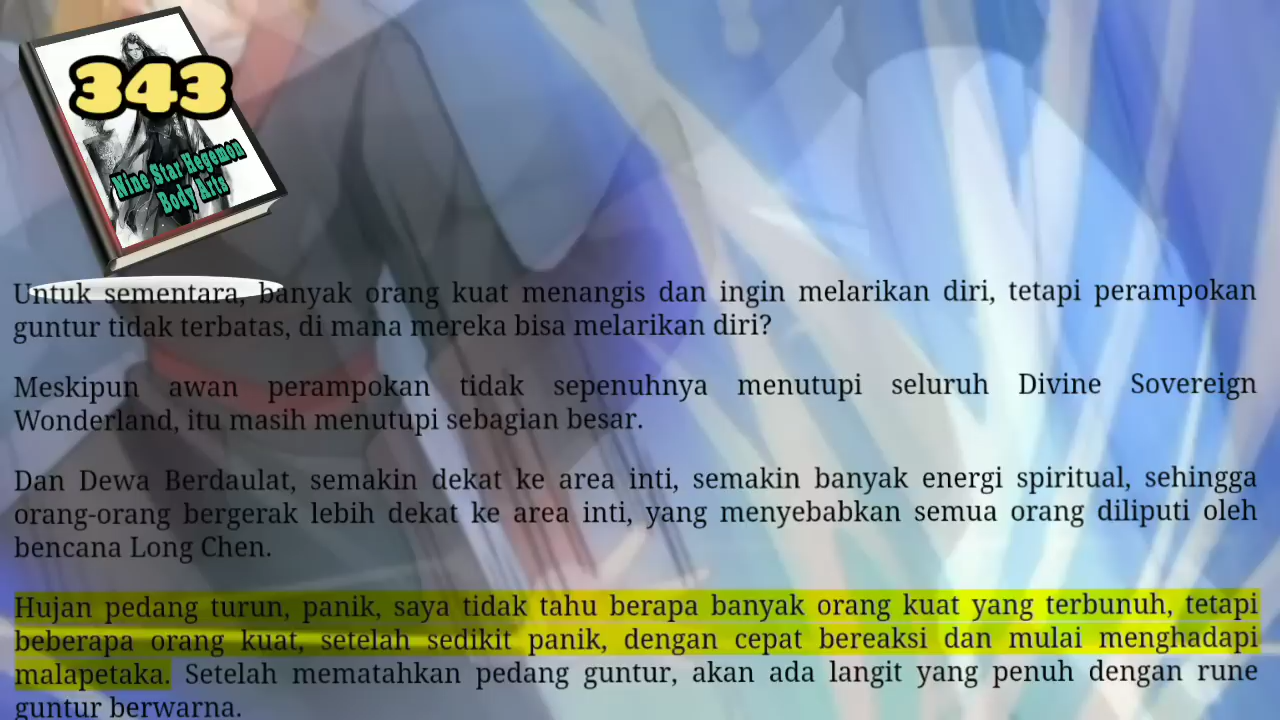 343
Nine Star Hegemon
Body Arts
Untuk sementara, banyak orang kuat menangis dan ingin melarikan diri, tetapi perampokan
guntur tidak terbatas, di mana mereka bisa melarikan diri?
Meskipun awan perampokan tidak sepenuhnya menutupi seluruh Divine Sovereign
Wonderland, itu masih menutupi sebagian besar.
Dan Dewa Berdaulat, semakin dekat ke area inti, semakin banyak energi spiritual, sehingga
orang-orang bergerak lebih dekat ke area inti, yang menyebabkan semua orang diliputi oleh
bencana Long Chen.
Hujan pedang turun, panik, saya tidak tahu berapa banyak orang kuat yang terbunuh, tetapi
beberapa orang kuat, setelah sedikit panik, dengan cepat bereaksi dan mulai menghadapi
malapetaka. Setelah mematahkan pedang guntur, akan ada langit yang penuh dengan rune
guntur berwarna.